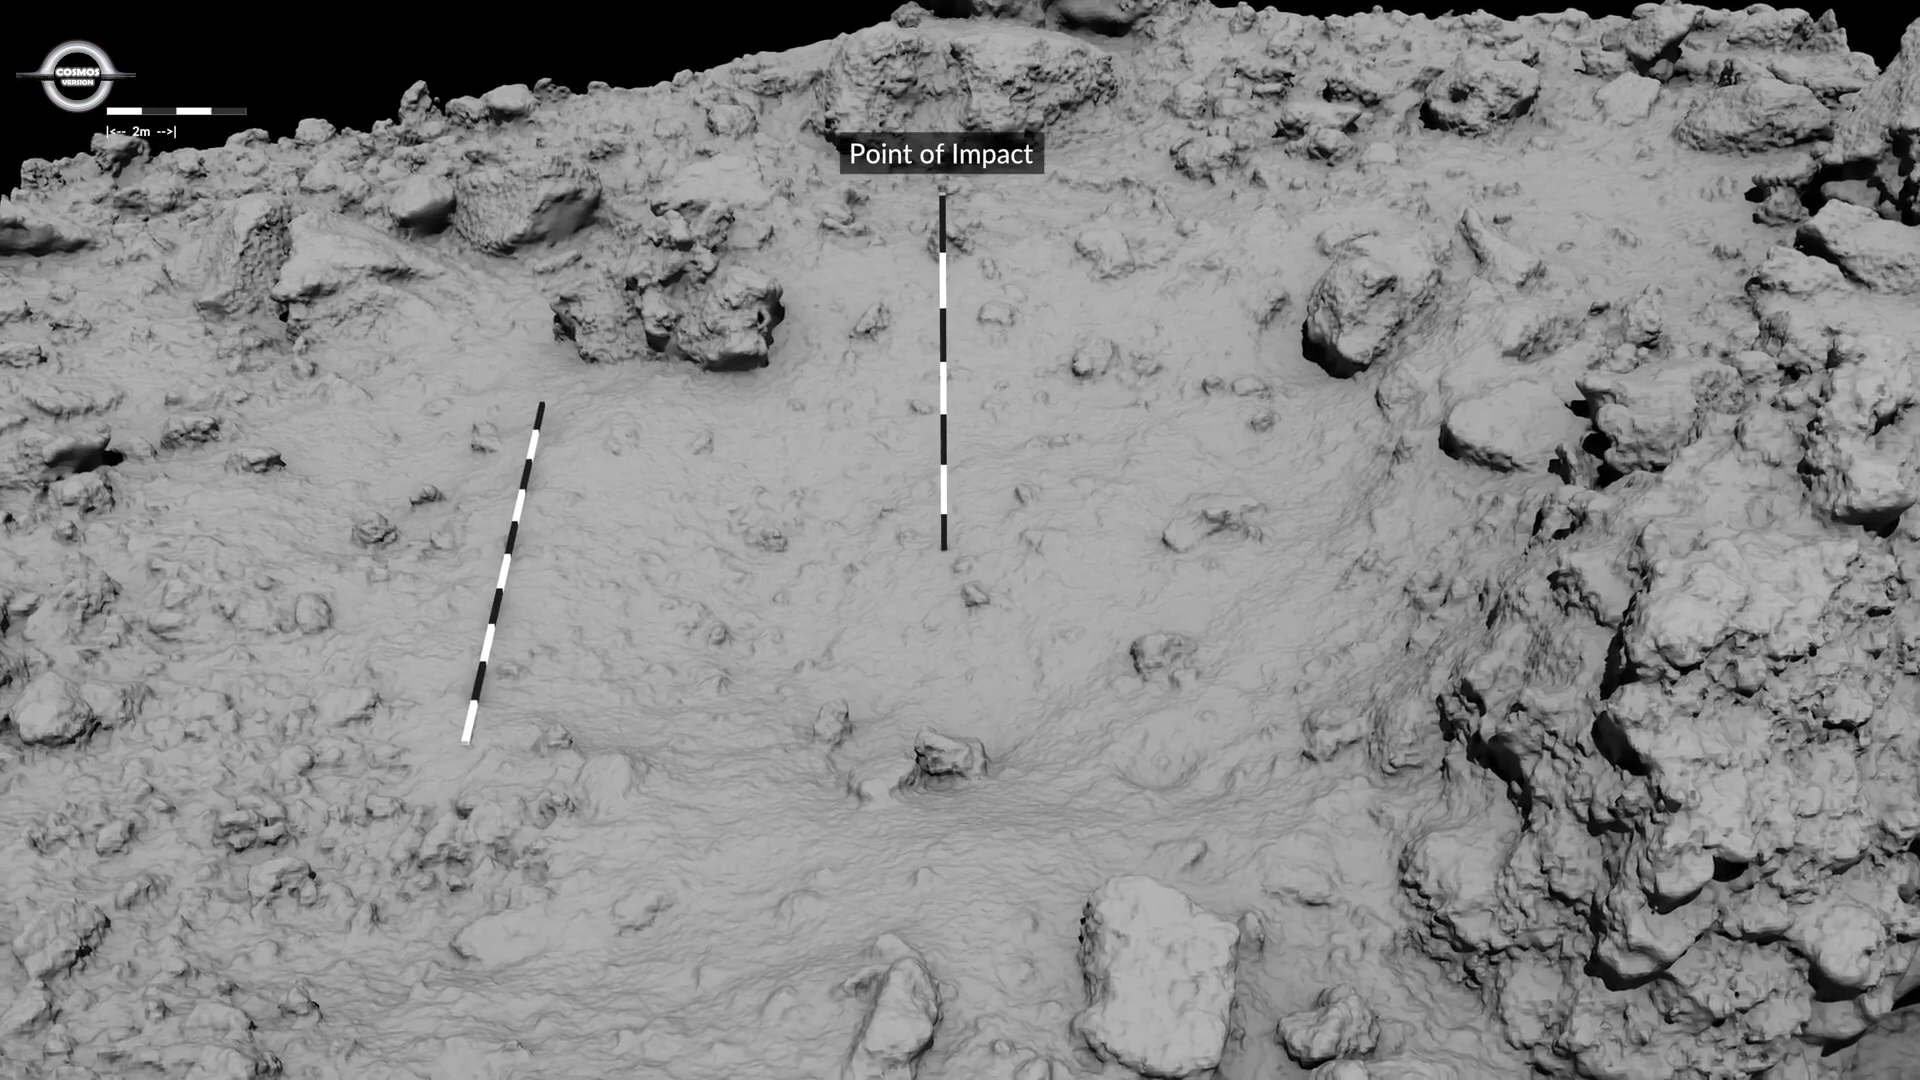 COSMOS
VERSION
|<-- 2m -->|
Point of Impact